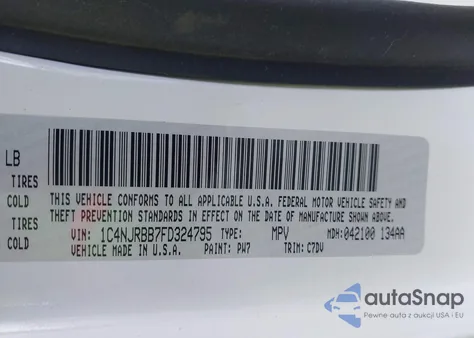 LB
TIRES
COLD
TIRES
COLD
THIS VEHICLE CONFORMS TO ALL APPLICABLE U.S.A. FEDERAL MOTOR VEHICLE SAFETY AND
THEFT PREVENTION STANDARDS IN EFFECT ON THE DATE OF MANUFACTURE SHOWN ABOVE.
VIN: 1C4NJRBB7FD324795 TYPE: MPV MDH: 042100 134AA
VEHICLE MADE IN U.S.A. PAINT: PW7 TRIM: C7DV
autoSnap
Pewne auta z aukcji USA i EU